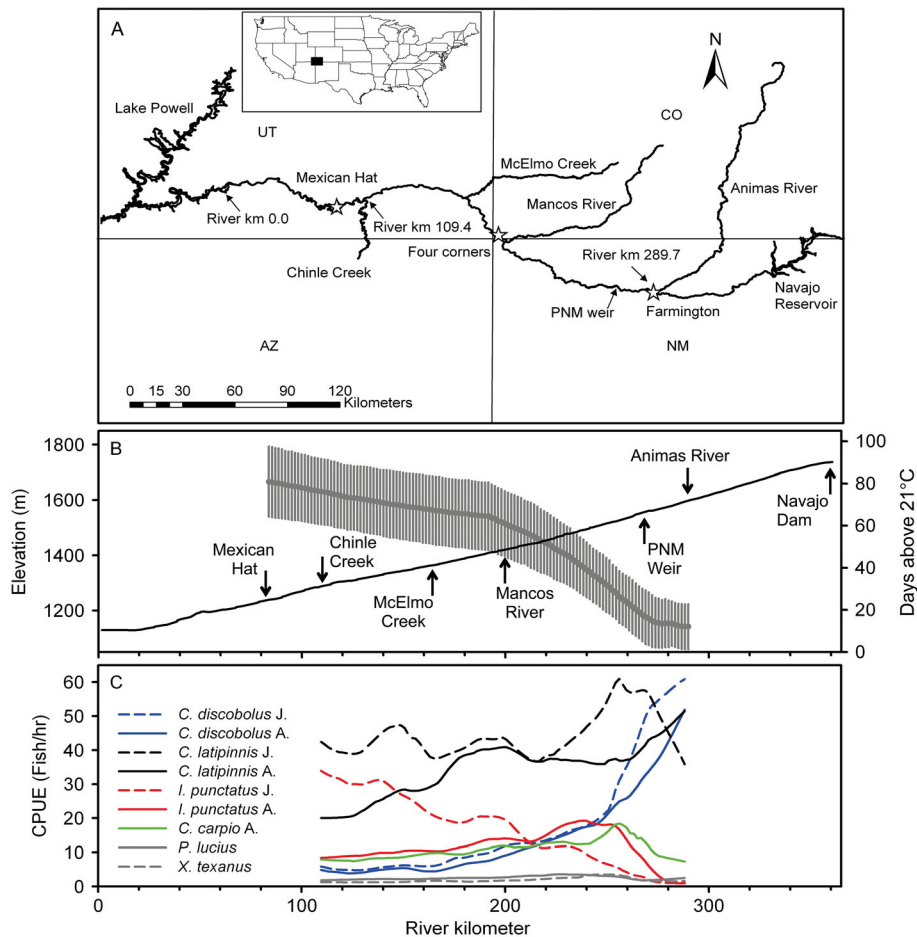 A
N
Lake Powell
UT
CO
McElmo Creek
Mexican Hat
Mancos River
Animas River
River km 0.0
River km 109.4
Four corners
River km 289.7
Chinle Creek
Navajo
Reservoir
PNM weir
Farmington
AZ
NM
0 15 30 60 90 120
Kilometers
B
Elevation (m)
1800
1600
1400
1200
Mexican
Hat
Chinle
Creek
McElmo
Creek
Mancos
River
Animas River
PNM
Weir
Navajo
Dam
100
80
60
40
20
0
Days above 21°C
C
CPUE (Fish/hr)
60
50
40
30
20
10
0
C. discobolus J.
C. discobolus A.
C. latipinnis J.
C. latipinnis A.
I. punctatus J.
I. punctatus A.
C. carpio A.
P. lucius
X. texanus
0 100 200 300
River kilometer